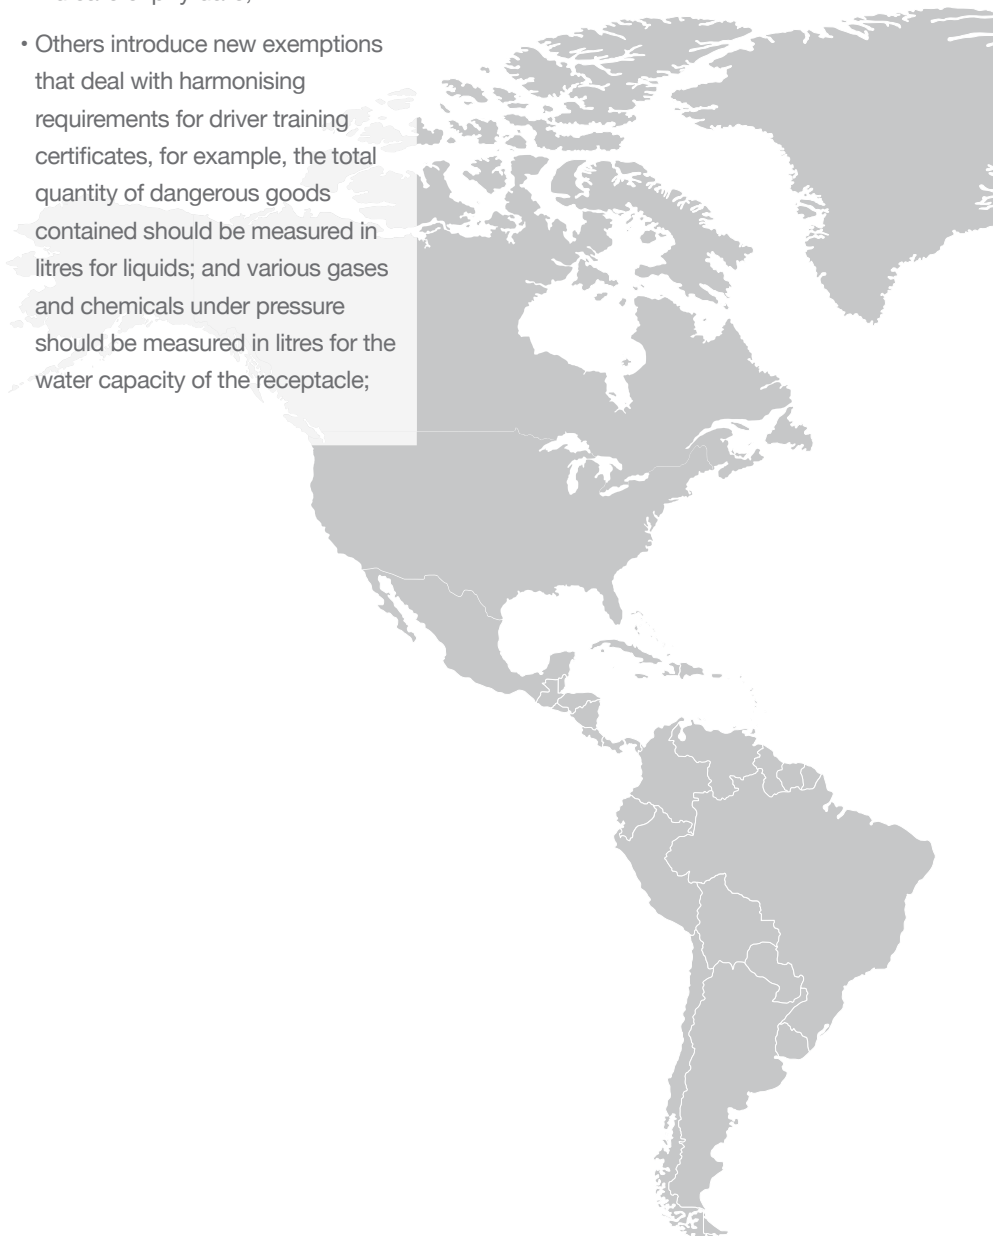 • Others introduce new exemptions
that deal with harmonising
requirements for driver training
certificates, for example, the total
quantity of dangerous goods
contained should be measured in
litres for liquids; and various gases
and chemicals under pressure
should be measured in litres for the
water capacity of the receptacle;